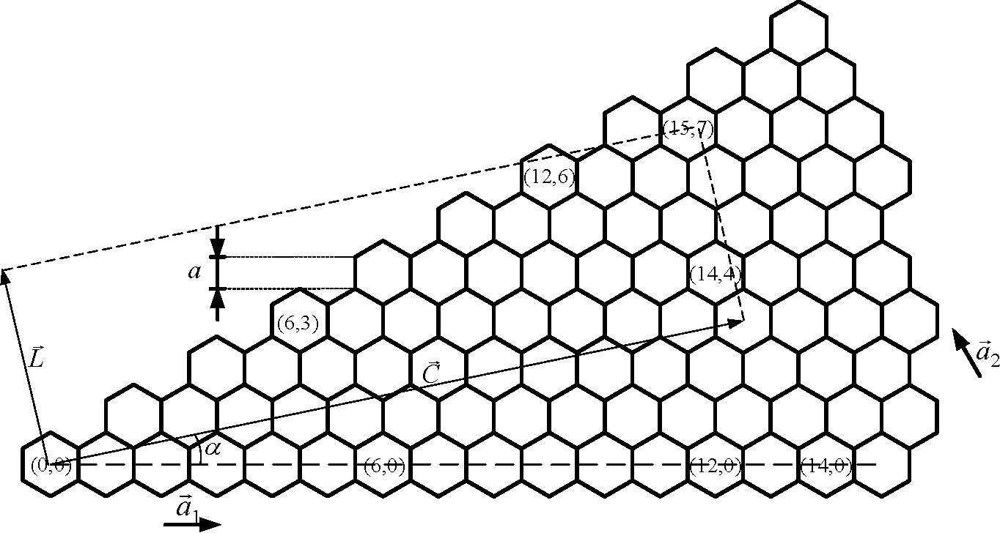 (15,7)
(12,6)
a
(14,4)
(6,3)
L⃗
C⃗
a⃗₂
α
(0,0)
(6,0)
(12,0)
(14,0)
a⃗₁